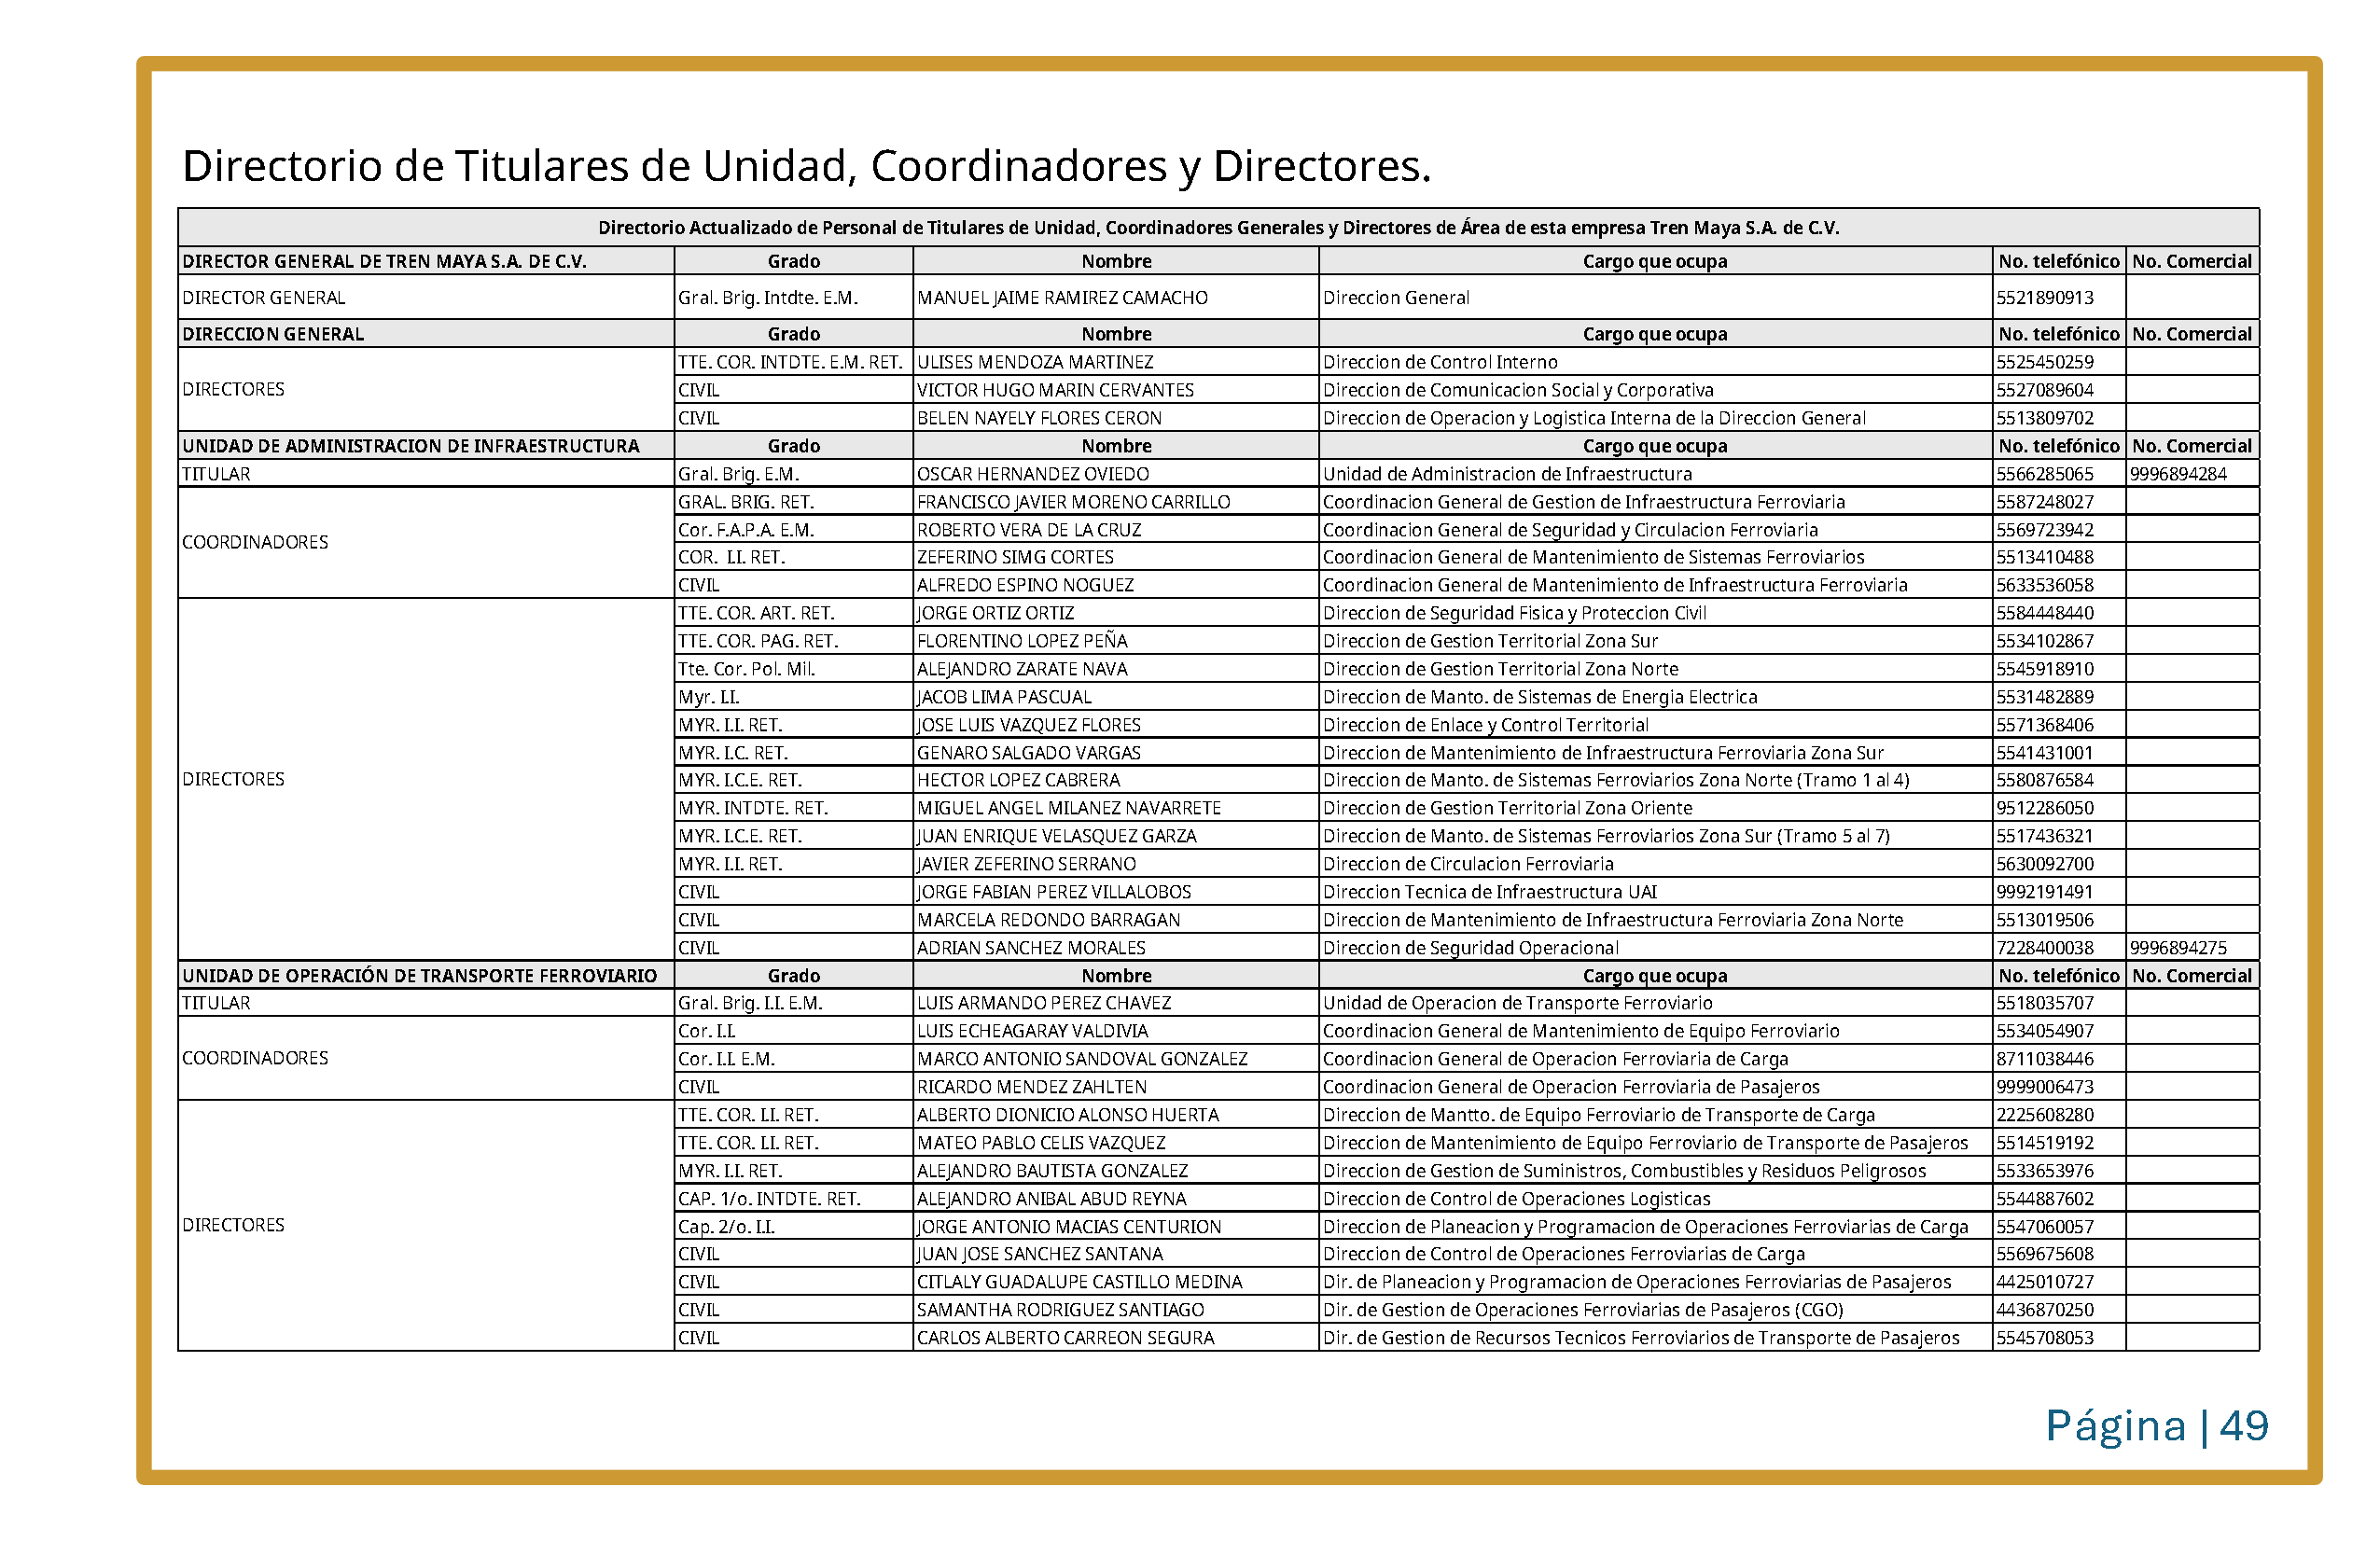 Directorio de Titulares de Unidad, Coordinadores y Directores.
Directorio Actualizado de Personal de Titulares de Unidad, Coordinadores Generales y Directores de Área de esta empresa Tren Maya S.A. de C.V.
DIRECTOR GENERAL DE TREN MAYA S.A. DE C.V. Grado Nombre Cargo que ocupa No. telefónico No. Comercial
DIRECTOR GENERAL Gral. Brig. Intdte. E.M. MANUEL JAIME RAMIREZ CAMACHO Direccion General 5521890913
DIRECCION GENERAL Grado Nombre Cargo que ocupa No. telefónico No. Comercial
TTE. COR. INTDTE. E.M. RET. ULISES MENDOZA MARTINEZ Direccion de Control Interno 5525450259
DIRECTORES CIVIL VICTOR HUGO MARIN CERVANTES Direccion de Comunicacion Social y Corporativa 5527089604
CIVIL BELEN NAYELY FLORES CERON Direccion de Operacion y Logistica Interna de la Direccion General 5513809702
UNIDAD DE ADMINISTRACION DE INFRAESTRUCTURA Grado Nombre Cargo que ocupa No. telefónico No. Comercial
TITULAR Gral. Brig. E.M. OSCAR HERNANDEZ OVIEDO Unidad de Administracion de Infraestructura 5566285065 9996894284
GRAL. BRIG. RET. FRANCISCO JAVIER MORENO CARRILLO Coordinacion General de Gestion de Infraestructura Ferroviaria 5587248027
Cor. F.A.P.A. E.M. ROBERTO VERA DE LA CRUZ Coordinacion General de Seguridad y Circulacion Ferroviaria 5569723942
COORDINADORES
COR. I.I. RET. ZEFERINO SIMG CORTES Coordinacion General de Mantenimiento de Sistemas Ferroviarios 5513410488
CIVIL ALFREDO ESPINO NOGUEZ Coordinacion General de Mantenimiento de Infraestructura Ferroviaria 5633536058
TTE. COR. ART. RET. JORGE ORTIZ ORTIZ Direccion de Seguridad Fisica y Proteccion Civil 5584448440
TTE. COR. PAG. RET. FLORENTINO LOPEZ PEÑA Direccion de Gestion Territorial Zona Sur 5534102867
Tte. Cor. Pol. Mil. ALEJANDRO ZARATE NAVA Direccion de Gestion Territorial Zona Norte 5545918910
Myr. I.I. JACOB LIMA PASCUAL Direccion de Manto. de Sistemas de Energia Electrica 5531482889
MYR. I.I. RET. JOSE LUIS VAZQUEZ FLORES Direccion de Enlace y Control Territorial 5571368406
MYR. I.C. RET. GENARO SALGADO VARGAS Direccion de Mantenimiento de Infraestructura Ferroviaria Zona Sur 5541431001
DIRECTORES MYR. I.C.E. RET. HECTOR LOPEZ CABRERA Direccion de Manto. de Sistemas Ferroviarios Zona Norte (Tramo 1 al 4) 5580876584
MYR. INTDTE. RET. MIGUEL ANGEL MILANEZ NAVARRETE Direccion de Gestion Territorial Zona Oriente 9512286050
MYR. I.C.E. RET. JUAN ENRIQUE VELASQUEZ GARZA Direccion de Manto. de Sistemas Ferroviarios Zona Sur (Tramo 5 al 7) 5517436321
MYR. I.I. RET. JAVIER ZEFERINO SERRANO Direccion de Circulacion Ferroviaria 5630092700
CIVIL JORGE FABIAN PEREZ VILLALOBOS Direccion Tecnica de Infraestructura UAI 9992191491
CIVIL MARCELA REDONDO BARRAGAN Direccion de Mantenimiento de Infraestructura Ferroviaria Zona Norte 5513019506
CIVIL ADRIAN SANCHEZ MORALES Direccion de Seguridad Operacional 7228400038 9996894275
UNIDAD DE OPERACIÓN DE TRANSPORTE FERROVIARIO Grado Nombre Cargo que ocupa No. telefónico No. Comercial
TITULAR Gral. Brig. I.I. E.M. LUIS ARMANDO PEREZ CHAVEZ Unidad de Operacion de Transporte Ferroviario 5518035707
Cor. I.I. LUIS ECHEAGARAY VALDIVIA Coordinacion General de Mantenimiento de Equipo Ferroviario 5534054907
COORDINADORES Cor. I.I. E.M. MARCO ANTONIO SANDOVAL GONZALEZ Coordinacion General de Operacion Ferroviaria de Carga 8711038446
CIVIL RICARDO MENDEZ ZAHLTEN Coordinacion General de Operacion Ferroviaria de Pasajeros 9999006473
TTE. COR. I.I. RET. ALBERTO DIONICIO ALONSO HUERTA Direccion de Mantto. de Equipo Ferroviario de Transporte de Carga 2225608280
TTE. COR. I.I. RET. MATEO PABLO CELIS VAZQUEZ Direccion de Mantenimiento de Equipo Ferroviario de Transporte de Pasajeros 5514519192
MYR. I.I. RET. ALEJANDRO BAUTISTA GONZALEZ Direccion de Gestion de Suministros, Combustibles y Residuos Peligrosos 5533653976
CAP. 1/o. INTDTE. RET. ALEJANDRO ANIBAL ABUD REYNA Direccion de Control de Operaciones Logisticas 5544887602
DIRECTORES Cap. 2/o. I.I. JORGE ANTONIO MACIAS CENTURION Direccion de Planeacion y Programacion de Operaciones Ferroviarias de Carga 5547060057
CIVIL JUAN JOSE SANCHEZ SANTANA Direccion de Control de Operaciones Ferroviarias de Carga 5569675608
CIVIL CITLALY GUADALUPE CASTILLO MEDINA Dir. de Planeacion y Programacion de Operaciones Ferroviarias de Pasajeros 4425010727
CIVIL SAMANTHA RODRIGUEZ SANTIAGO Dir. de Gestion de Operaciones Ferroviarias de Pasajeros (CGO) 4436870250
CIVIL CARLOS ALBERTO CARREON SEGURA Dir. de Gestion de Recursos Tecnicos Ferroviarios de Transporte de Pasajeros 5545708053
Página | 49